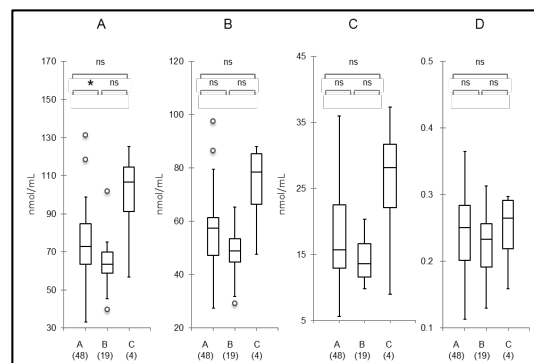 A B C D
ns ns ns ns
* ns ns ns ns ns ns ns
170 120 45 0.5
150
130 100 35 0.4
110 80
90 25 0.3
70 60
50 40 15 0.2
30 20 5 0.1
nmol/mL nmol/mL nmol/mL
A B C A B C A B C A B C
(48) (19) (4) (48) (19) (4) (48) (19) (4) (48) (19) (4)